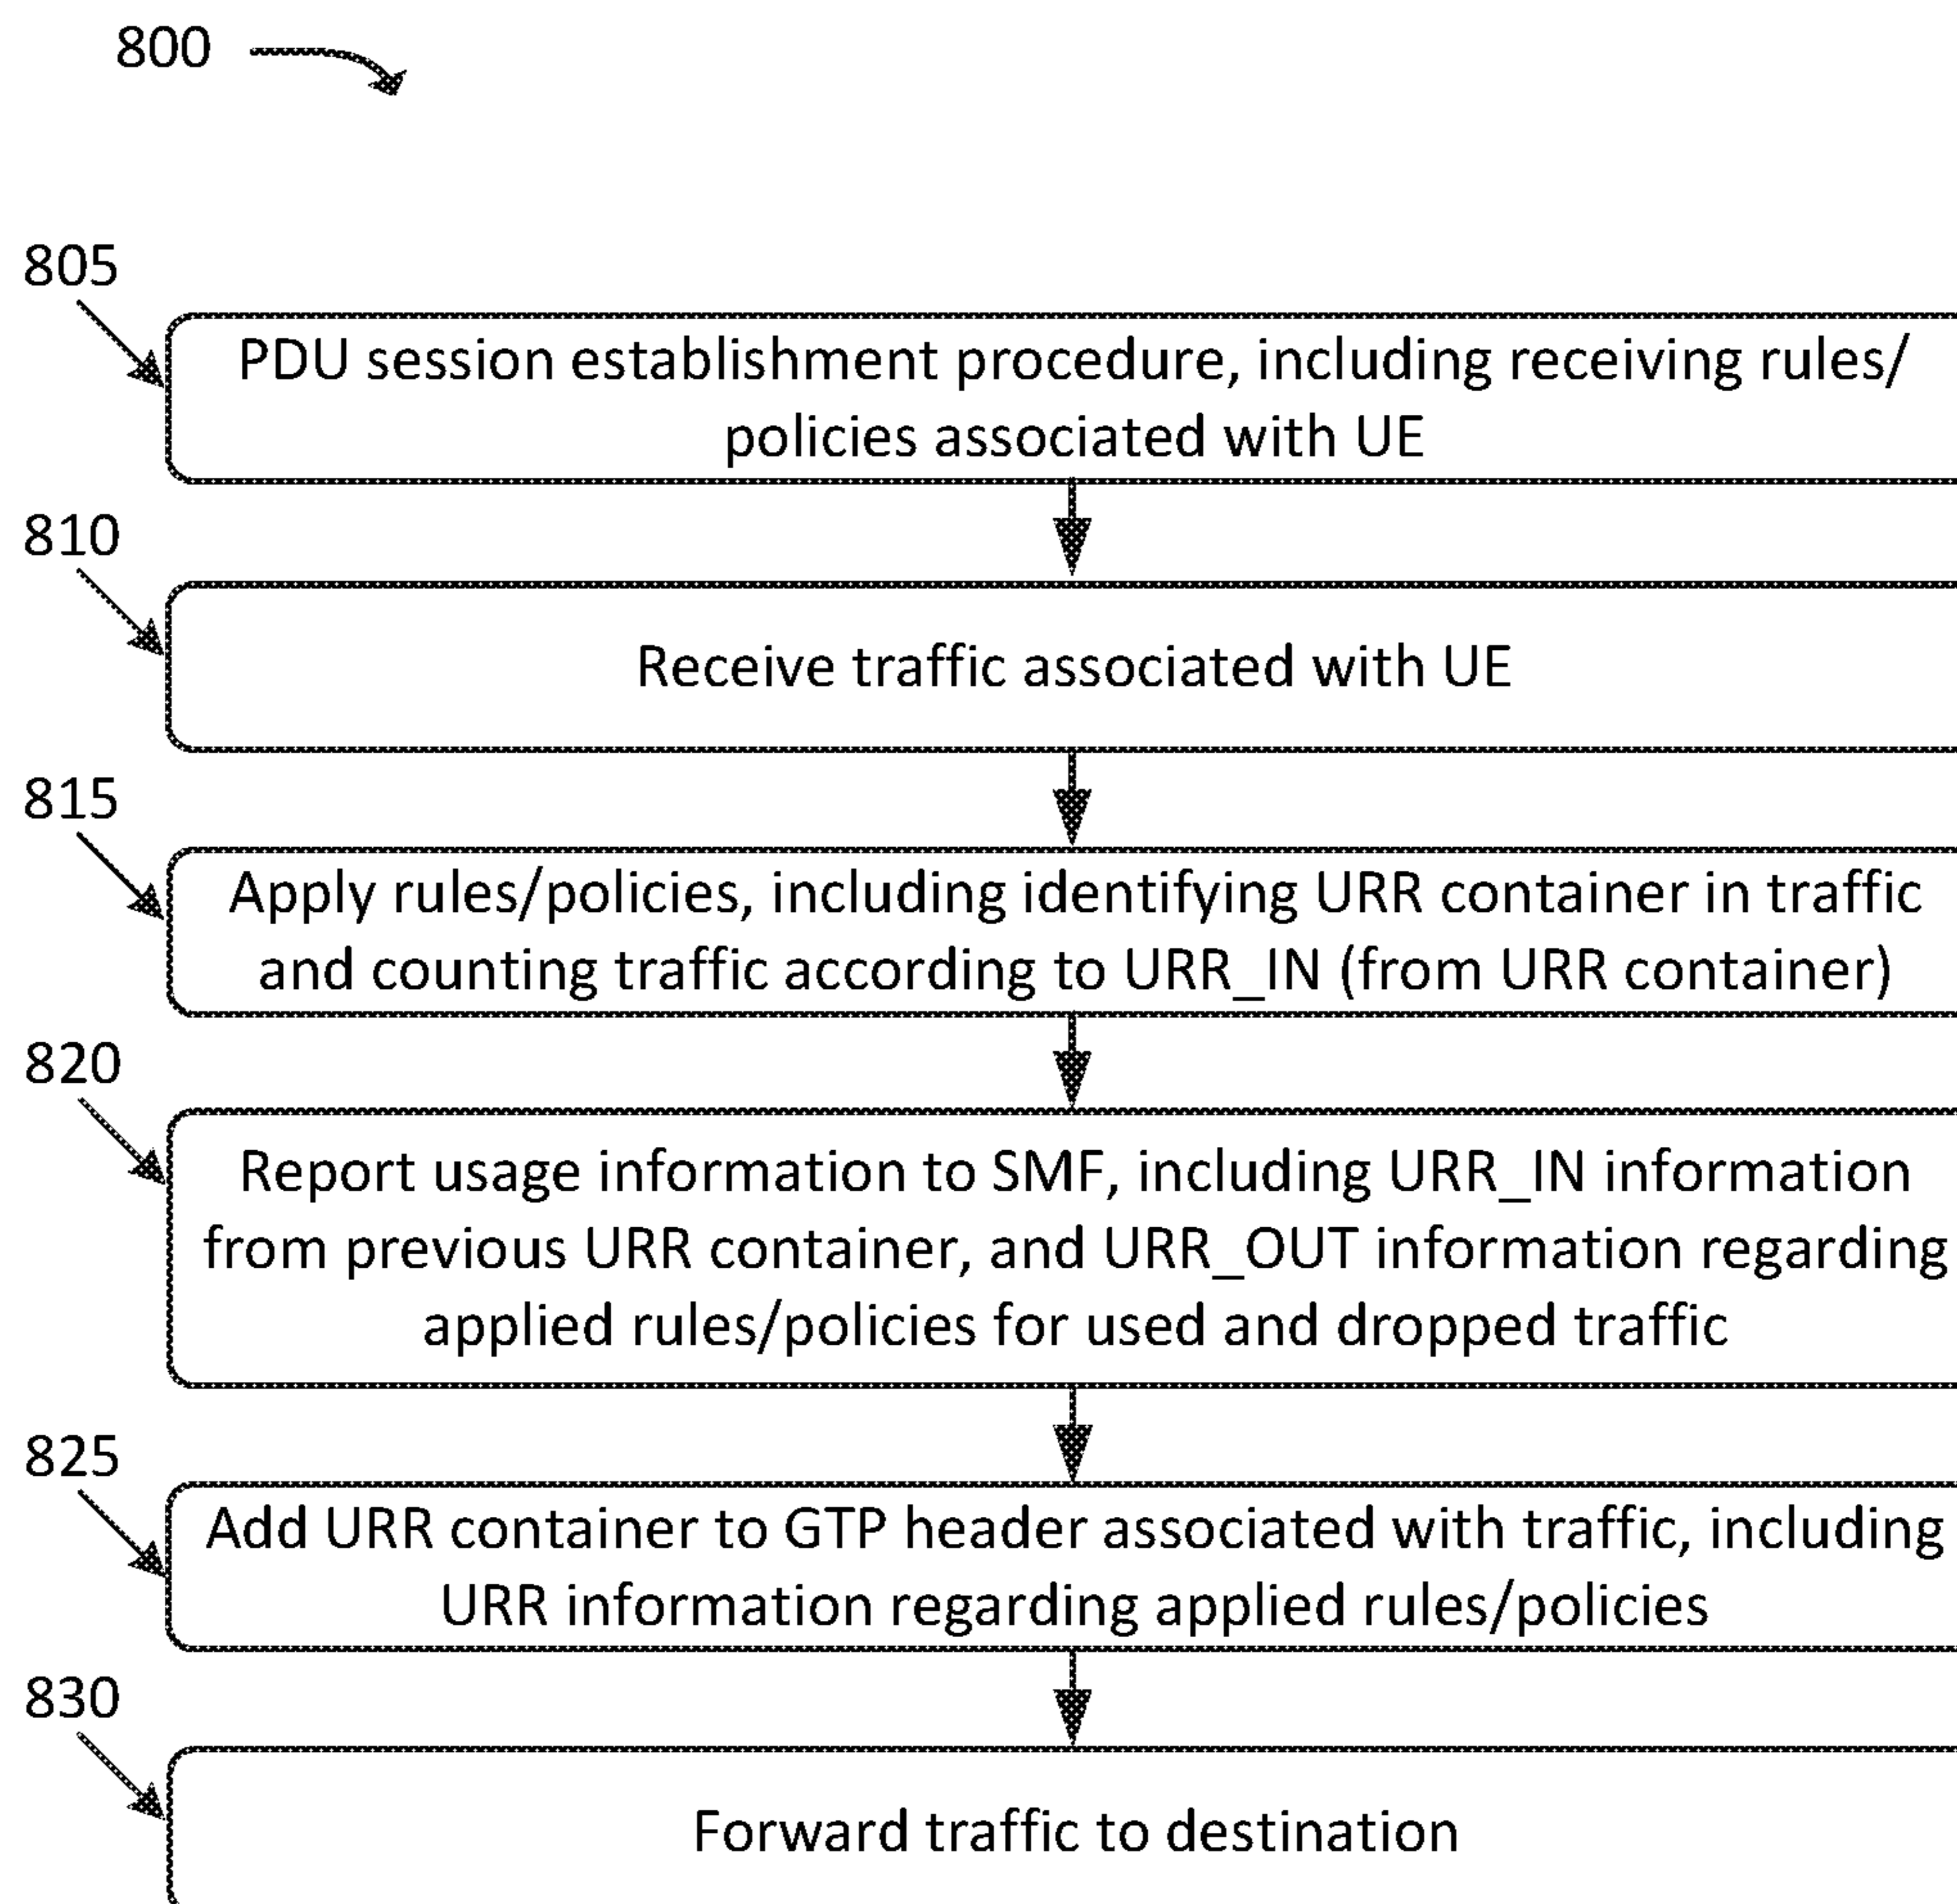 800
805
PDU session establishment procedure, including receiving rules/
policies associated with UE
810
Receive traffic associated with UE
815
Apply rules/policies, including identifying URR container in traffic
and counting traffic according to URR_IN (from URR container)
820
Report usage information to SMF, including URR_IN information
from previous URR container, and URR_OUT information regarding
applied rules/policies for used and dropped traffic
825
Add URR container to GTP header associated with traffic, including
URR information regarding applied rules/policies
830
Forward traffic to destination